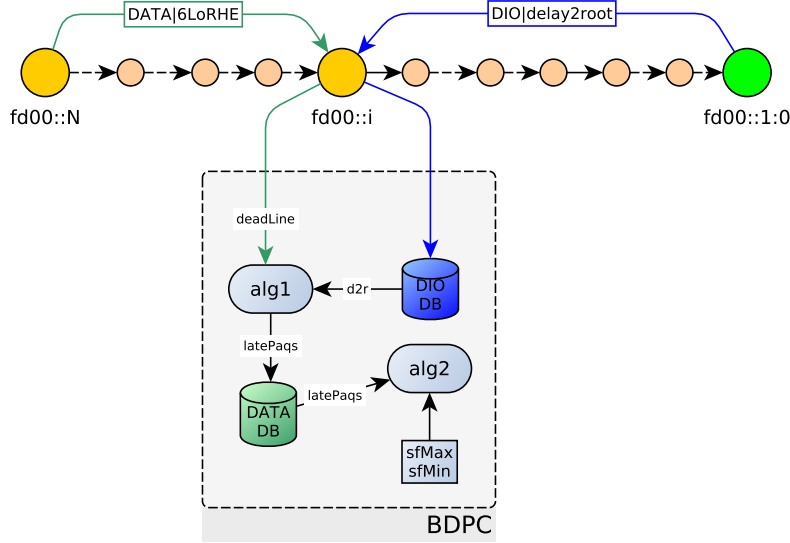 DATA|6LoRHE
DIO|delay2root
fd00::N
fd00::i
fd00::1:0
deadLine
alg1
d2r
DIO
DB
latePaqs
alg2
latePaqs
DATA
DB
sfMax
sfMin
BDPC